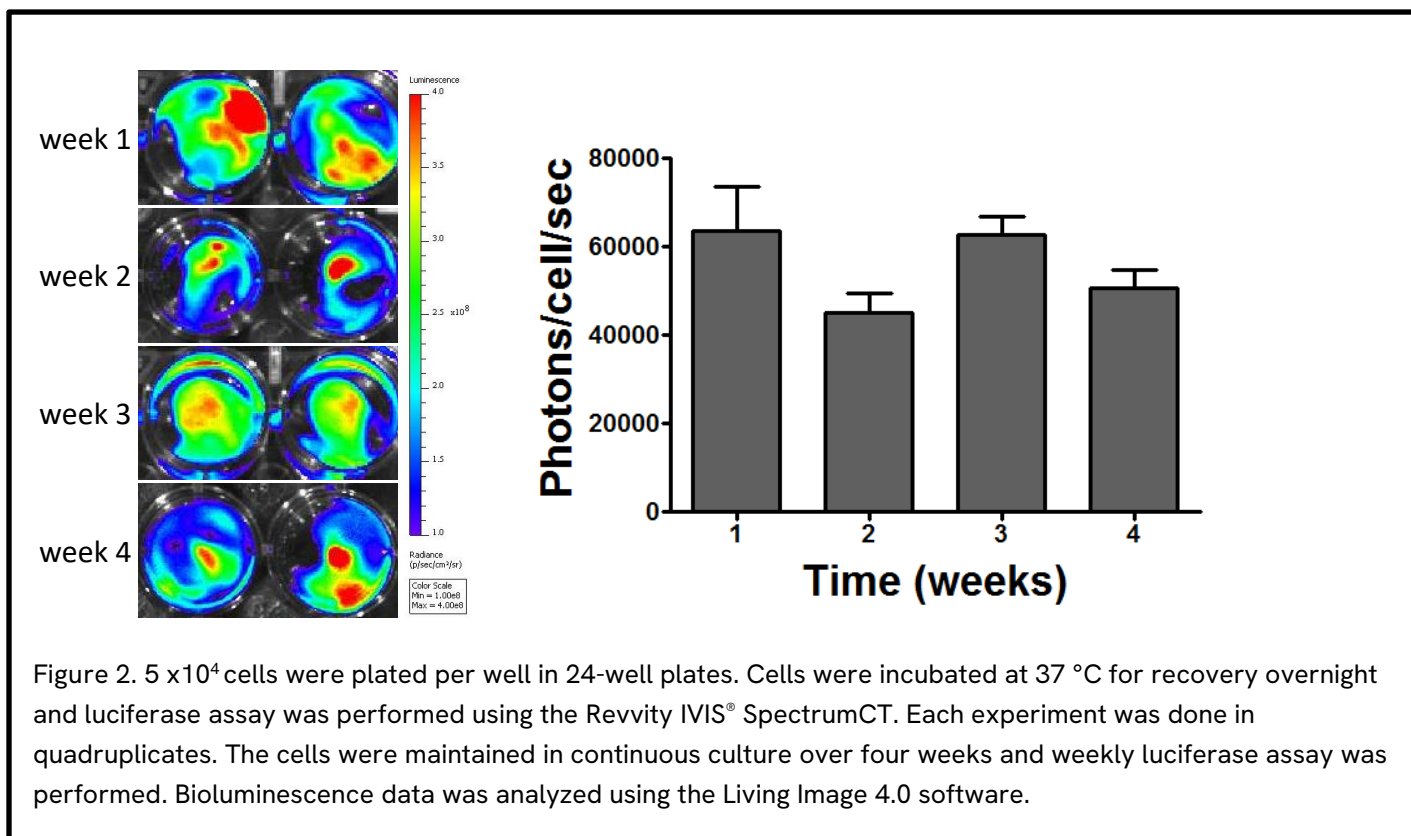 week 1
week 2
week 3
week 4
Luminescence
4.0
3.5
3.0
2.5 x10⁸
2.0
1.5
1.0
Radiance
(p/sec/cm²/sr)
Color Scale
Min = 1.00e8
Max = 4.00e8
Photons/cell/sec
80000
60000
40000
20000
0
1 2 3 4
Time (weeks)
Figure 2. 5 x10⁴ cells were plated per well in 24-well plates. Cells were incubated at 37 °C for recovery overnight
and luciferase assay was performed using the Revvity IVIS® SpectrumCT. Each experiment was done in
quadruplicates. The cells were maintained in continuous culture over four weeks and weekly luciferase assay was
performed. Bioluminescence data was analyzed using the Living Image 4.0 software.